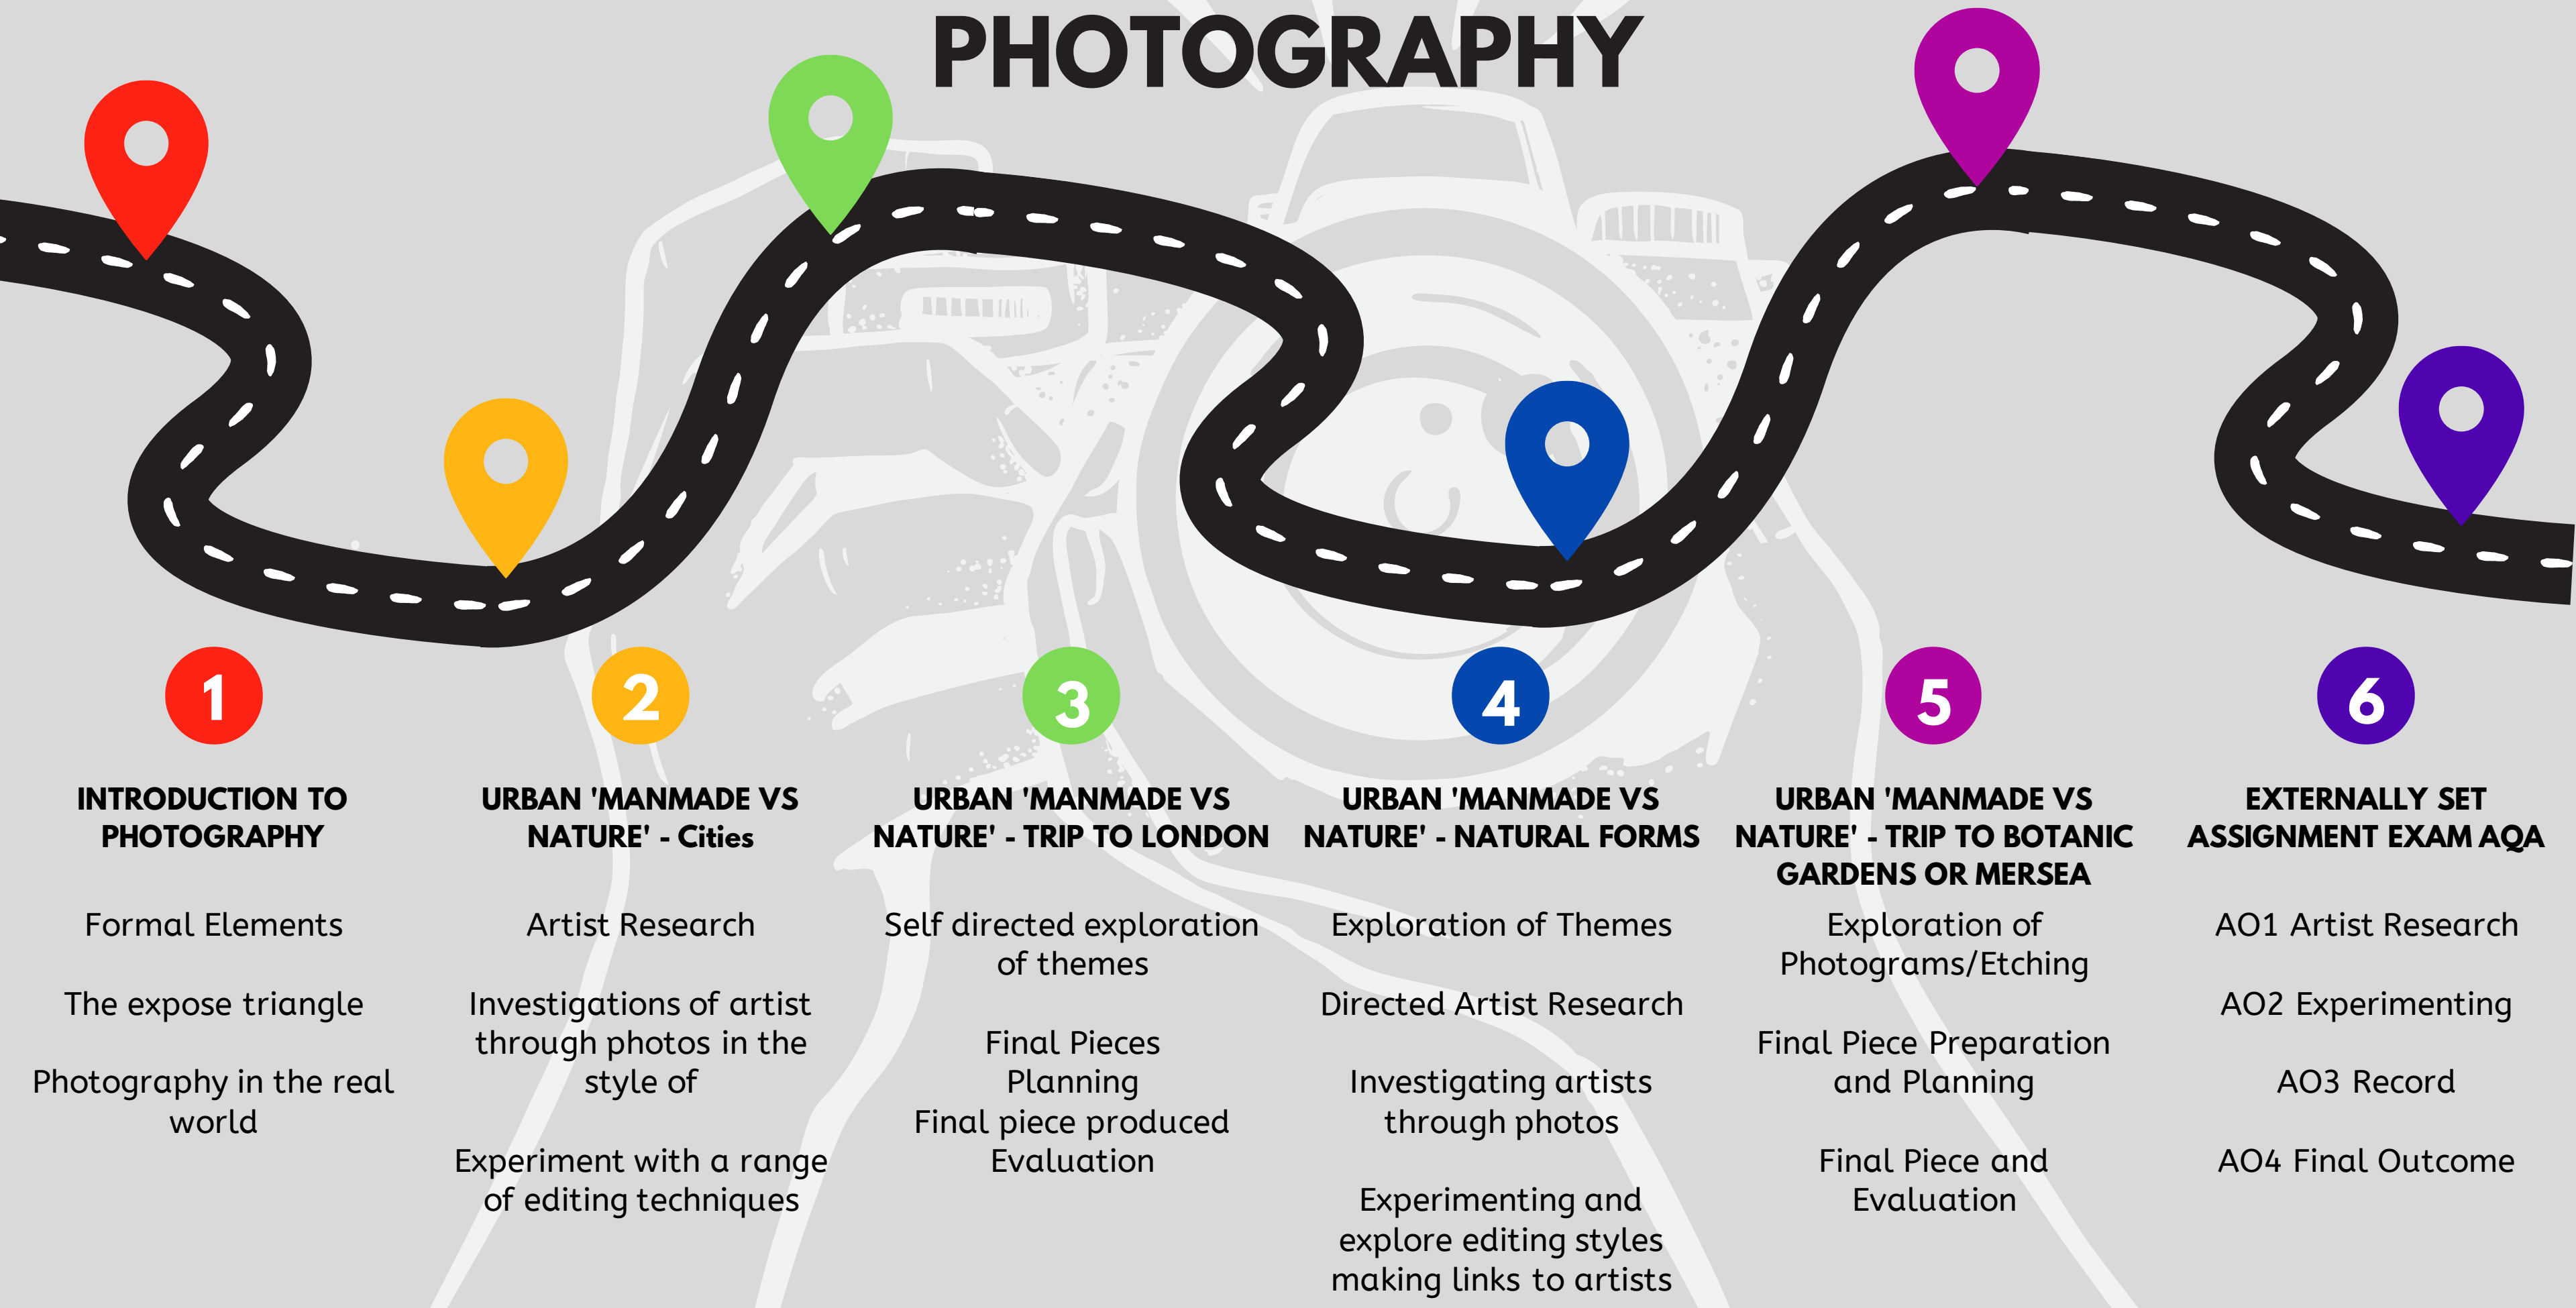 PHOTOGRAPHY
1
INTRODUCTION TO
PHOTOGRAPHY
Formal Elements
The expose triangle
Photography in the real
world
2
URBAN 'MANMADE VS
NATURE' - Cities
Artist Research
Investigations of artist
through photos in the
style of
Experiment with a range
of editing techniques
3
URBAN 'MANMADE VS
NATURE' - TRIP TO LONDON
Self directed exploration
of themes
Final Pieces
Planning
Final piece produced
Evaluation
4
URBAN 'MANMADE VS
NATURE' - NATURAL FORMS
Exploration of Themes
Directed Artist Research
Investigating artists
through photos
Experimenting and
explore editing styles
making links to artists
5
URBAN 'MANMADE VS
NATURE' - TRIP TO BOTANIC
GARDENS OR MERSEA
Exploration of
Photograms/Etching
Final Piece Preparation
and Planning
Final Piece and
Evaluation
6
EXTERNALLY SET
ASSIGNMENT EXAM AQA
AO1 Artist Research
AO2 Experimenting
AO3 Record
AO4 Final Outcome